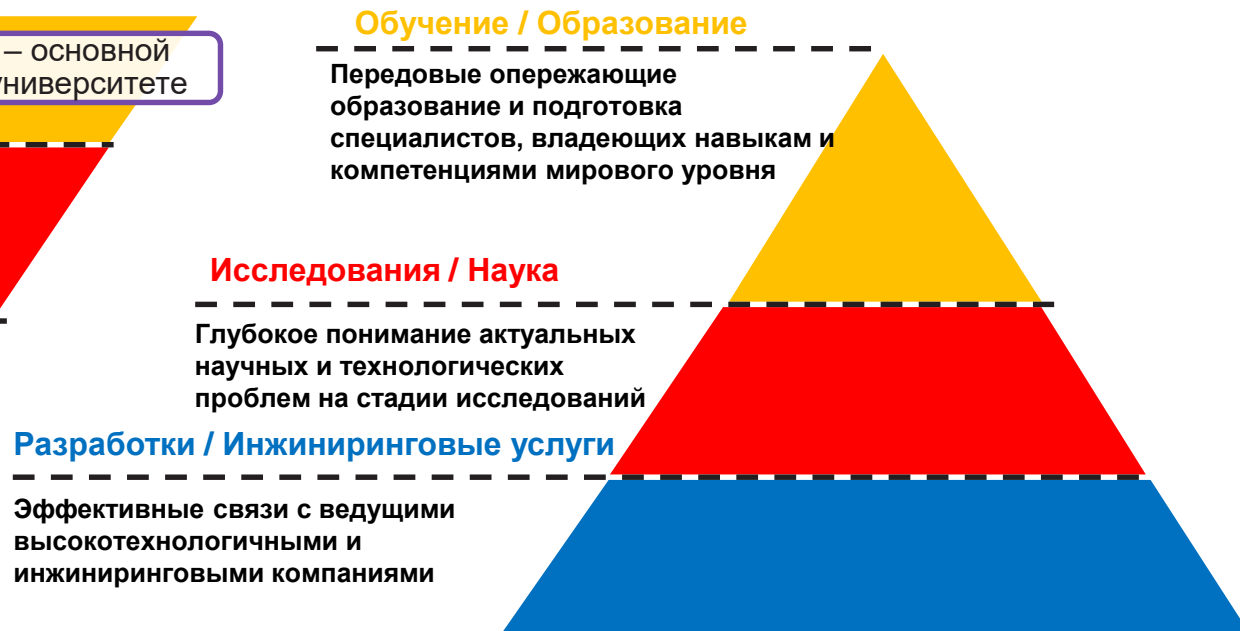 – основной
университете
Обучение / Образование
Передовые опережающие
образование и подготовка
специалистов, владеющих навыкам и
компетенциями мирового уровня
Исследования / Наука
Глубокое понимание актуальных
научных и технологических
проблем на стадии исследований
Разработки / Инжиниринговые услуги
Эффективные связи с ведущими
высокотехнологичными и
инжиниринговыми компаниями